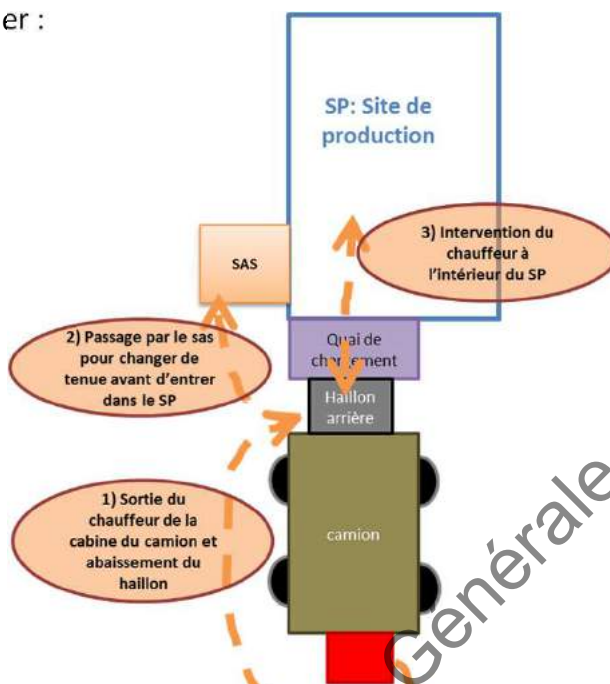 er :
SP: Site de
production
3) Intervention du
chauffeur à
l'intérieur du SP
SAS
2) Passage par le sas
pour changer de
tenue avant d'entrer
dans le SP
Quai de
chargement
Haillon
arrière
1) Sortie du
chauffeur de la
cabine du camion et
abaissement du
haillon
camion
Générale